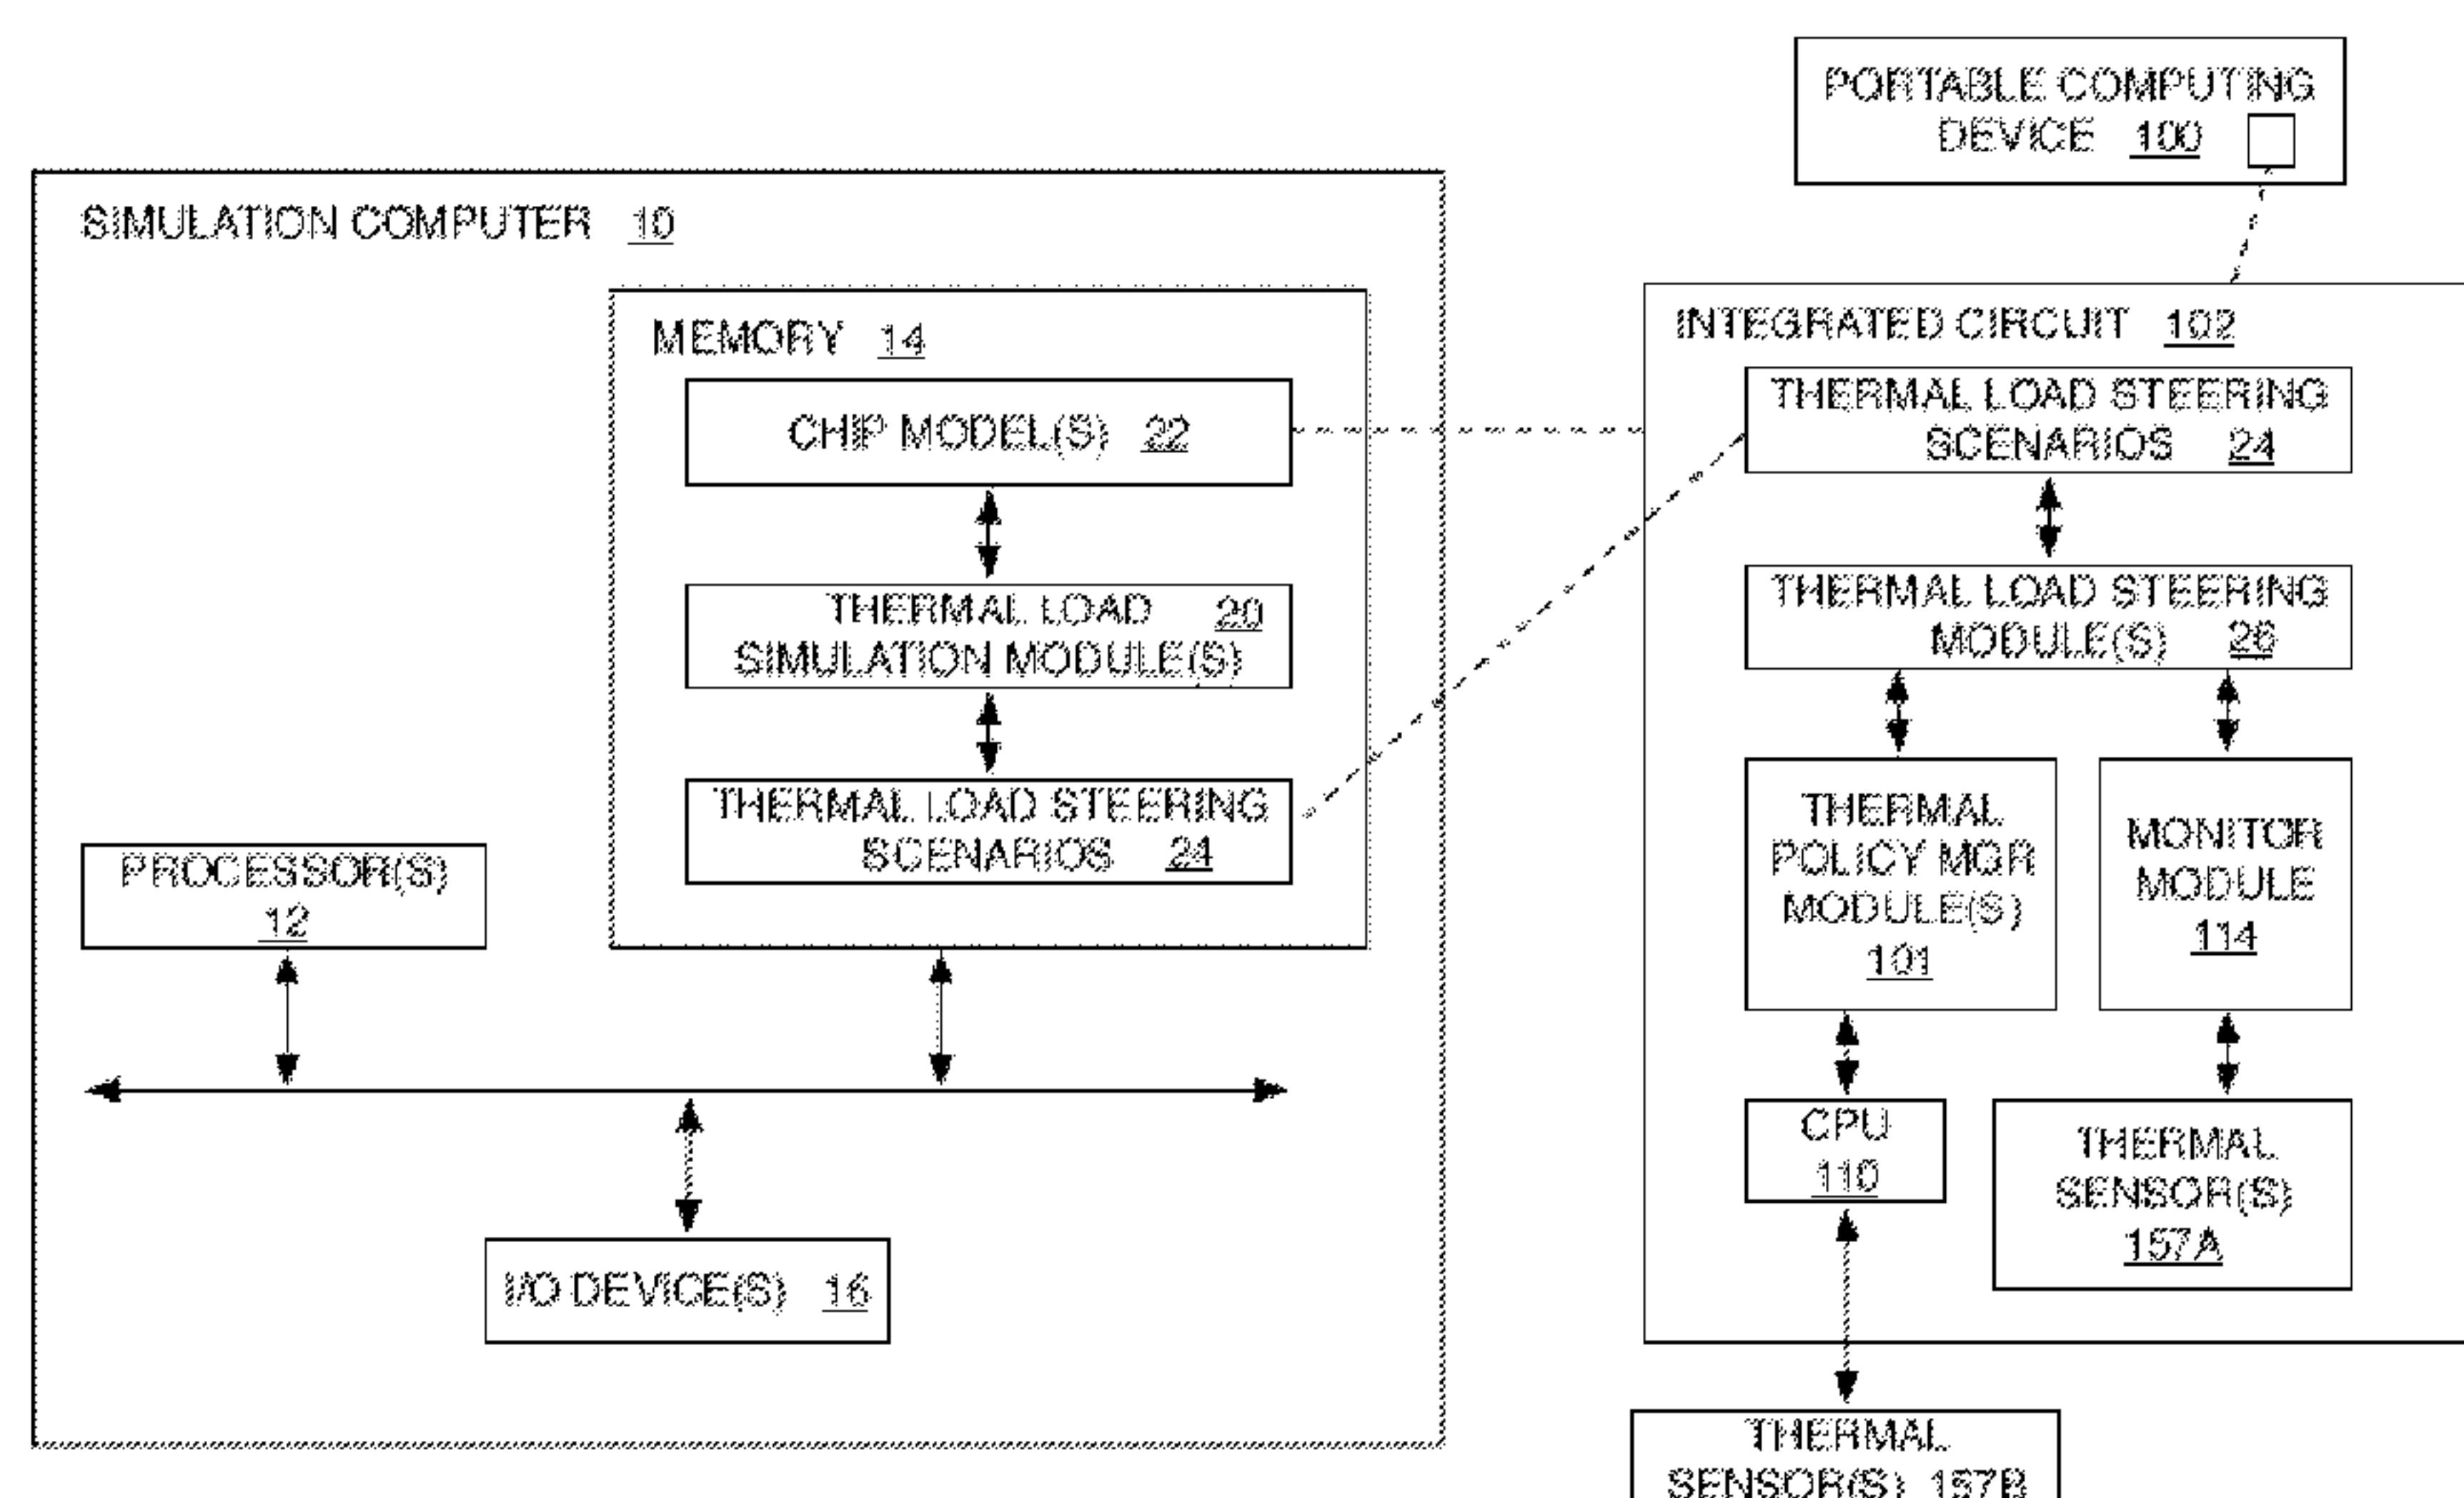 PORTABLE COMPUTING
DEVICE 100
SIMULATION COMPUTER 10
MEMORY 14
CHIP MODEL(S) 22
THERMAL LOAD 20
SIMULATION MODULE(S)
THERMAL LOAD STEERING
SCENARIOS 24
PROCESSOR(S)
12
I/O DEVICE(S) 16
INTEGRATED CIRCUIT 102
THERMAL LOAD STEERING
SCENARIOS 24
THERMAL LOAD STEERING
MODULE(S) 26
THERMAL
POLICY MGR
MODULE(S)
101
MONITOR
MODULE
114
CPU
110
THERMAL
SENSOR(S)
157A
THERMAL
SENSOR(S) 157B